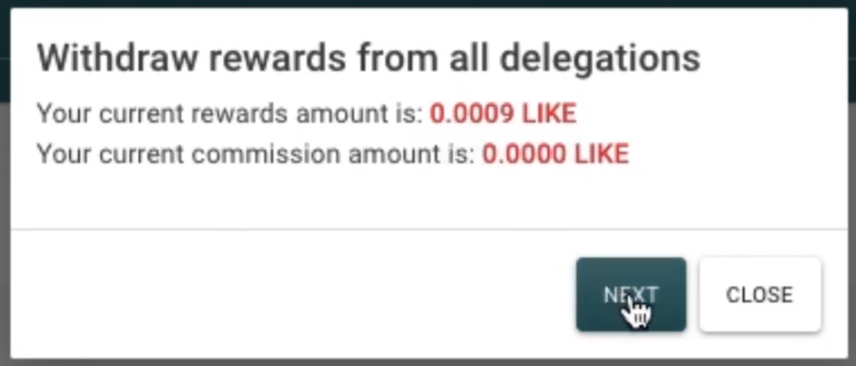 Withdraw rewards from all delegations
Your current rewards amount is: 0.0009 LIKE
Your current commission amount is: 0.0000 LIKE
NEXT
CLOSE